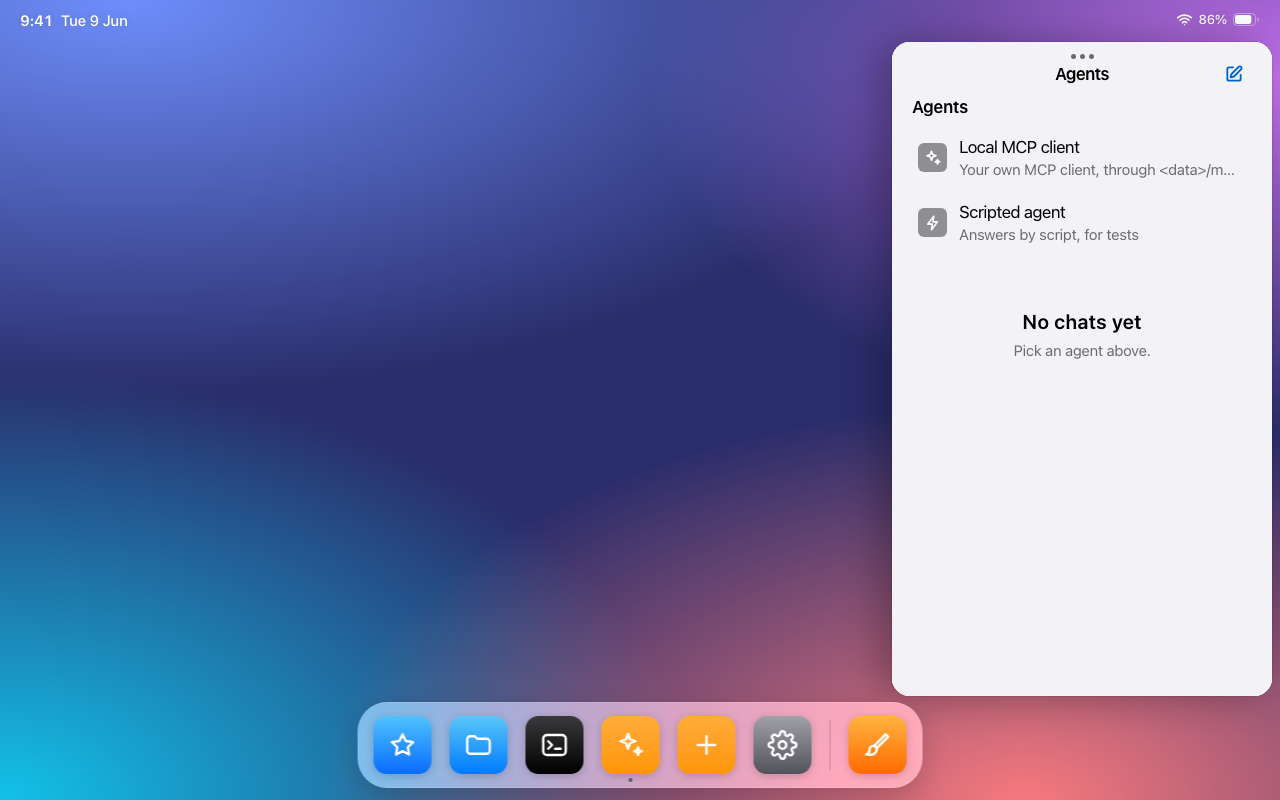 9:41 Tue 9 Jun
86%
Agents
Agents
Local MCP client
Your own MCP client, through <data>/m...
Scripted agent
Answers by script, for tests
No chats yet
Pick an agent above.